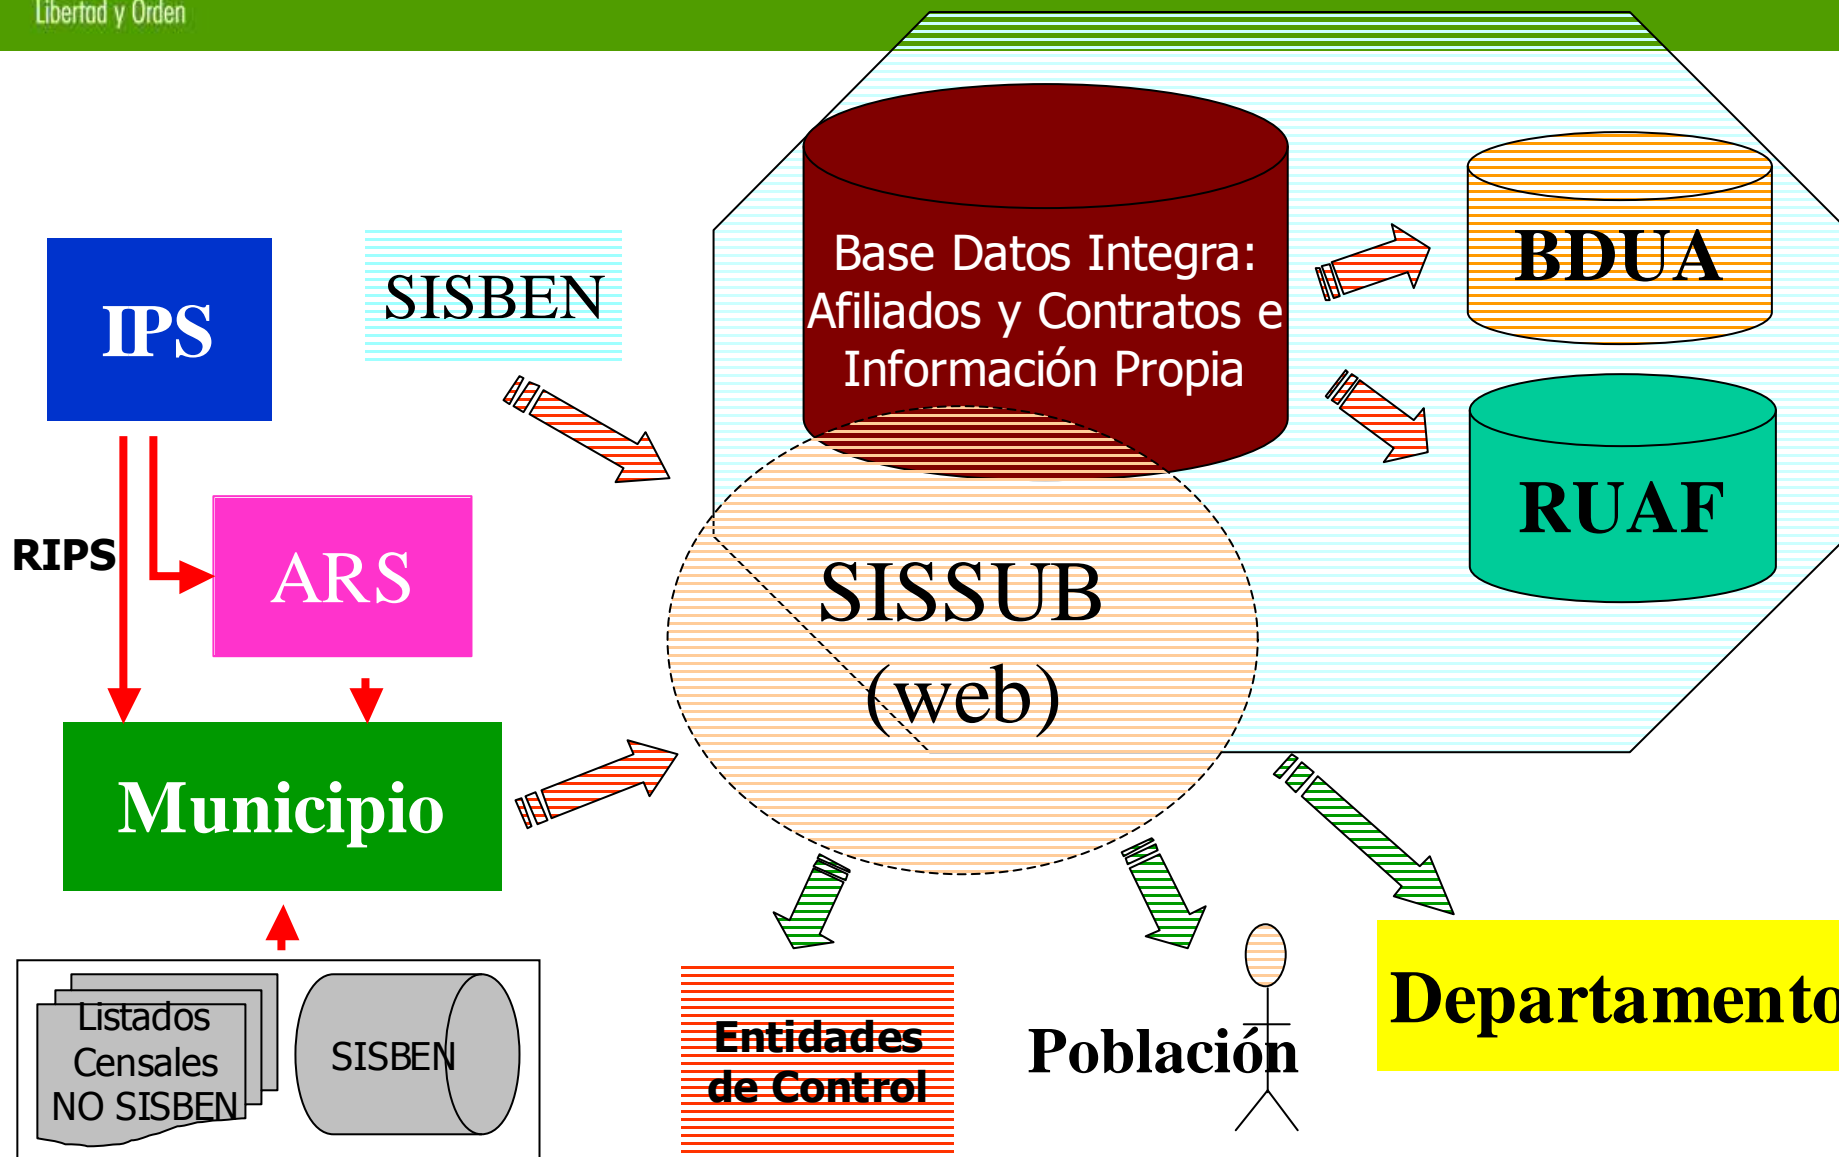 Libertad y Orden
IPS
SISBEN
Base Datos Integra:
Afiliados y Contratos e
Información Propia
BDUA
RUAF
RIPS
ARS
SISSUB
(web)
Municipio
Listados
Censales
NO SISBEN
SISBEN
Entidades
de Control
Población
Departamento